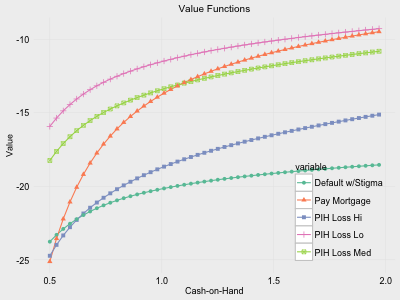 Value Functions
-10
-15
-20
-25
Value
variable
Default w/Stigma
Pay Mortgage
PIH Loss Hi
PIH Loss Lo
PIH Loss Med
0.5
1.0
1.5
2.0
Cash-on-Hand